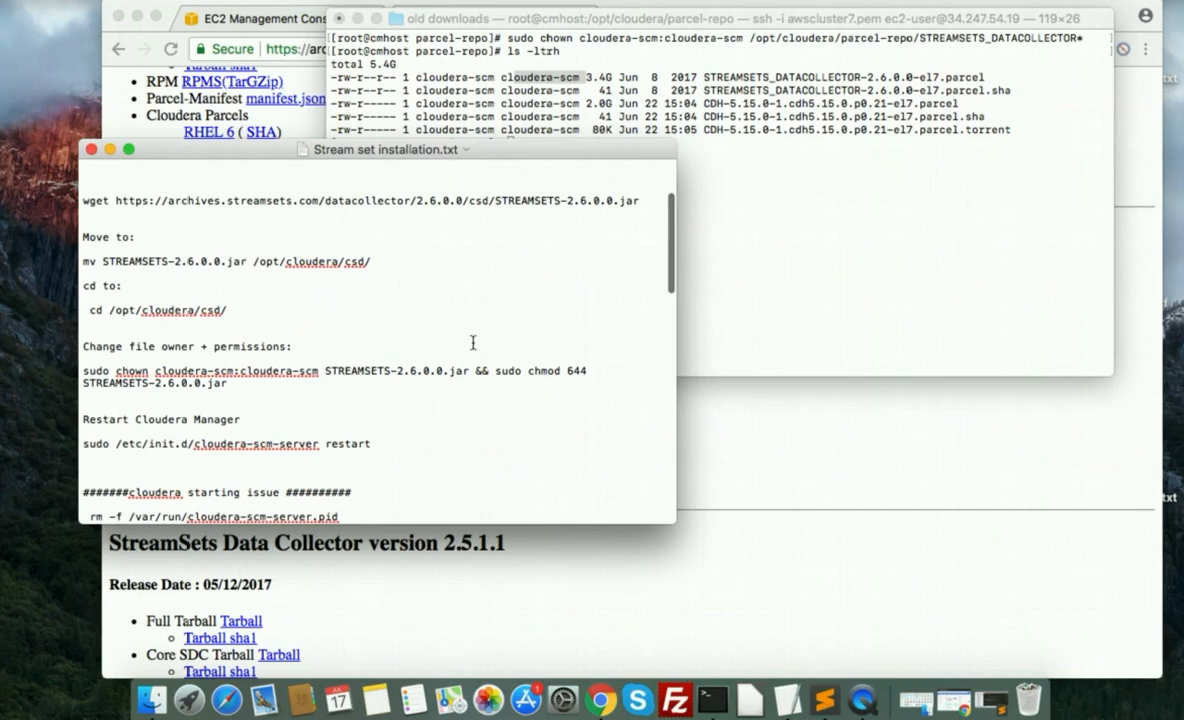 EC2 Management Cons
old downloads — root@cmhost:/opt/cloudera/parcel-repo — ssh -i awscluster7.pem ec2-user@34.247.54.19 — 119×26
Secure
https://arc
[root@cmhost parcel-repo]# sudo chown cloudera-scm:cloudera-scm /opt/cloudera/parcel-repo/STREAMSETS_DATACOLLECTOR*
[root@cmhost parcel-repo]# ls -ltrh
total 5.4G
-rw-r--r-- 1 cloudera-scm cloudera-scm 3.4G Jun  8  2017 STREAMSETS_DATACOLLECTOR-2.6.0.0-el7.parcel
-rw-r--r-- 1 cloudera-scm cloudera-scm   41 Jun  8  2017 STREAMSETS_DATACOLLECTOR-2.6.0.0-el7.parcel.sha
-rw-r----- 1 cloudera-scm cloudera-scm 2.0G Jun 22 15:04 CDH-5.15.0-1.cdh5.15.0.p0.21-el7.parcel
-rw-r----- 1 cloudera-scm cloudera-scm   41 Jun 22 15:04 CDH-5.15.0-1.cdh5.15.0.p0.21-el7.parcel.sha
-rw-r----- 1 cloudera-scm cloudera-scm  80K Jun 22 15:05 CDH-5.15.0-1.cdh5.15.0.p0.21-el7.parcel.torrent
Tarball sha1
RPM RPMS(TarGZip)
Parcel-Manifest manifest.json
Cloudera Parcels
RHEL 6 ( SHA)
Stream set installation.txt
wget https://archives.streamsets.com/datacollector/2.6.0.0/csd/STREAMSETS-2.6.0.0.jar
Move to:
mv STREAMSETS-2.6.0.0.jar /opt/cloudera/csd/
cd to:
cd /opt/cloudera/csd/
Change file owner + permissions:
sudo chown cloudera-scm:cloudera-scm STREAMSETS-2.6.0.0.jar && sudo chmod 644
STREAMSETS-2.6.0.0.jar
Restart Cloudera Manager
sudo /etc/init.d/cloudera-scm-server restart
#######cloudera starting issue ##########
rm -f /var/run/cloudera-scm-server.pid
StreamSets Data Collector version 2.5.1.1
Release Date : 05/12/2017
Full Tarball Tarball
Tarball sha1
Core SDC Tarball Tarball
Tarball sha1
txt
txt
JUL
17